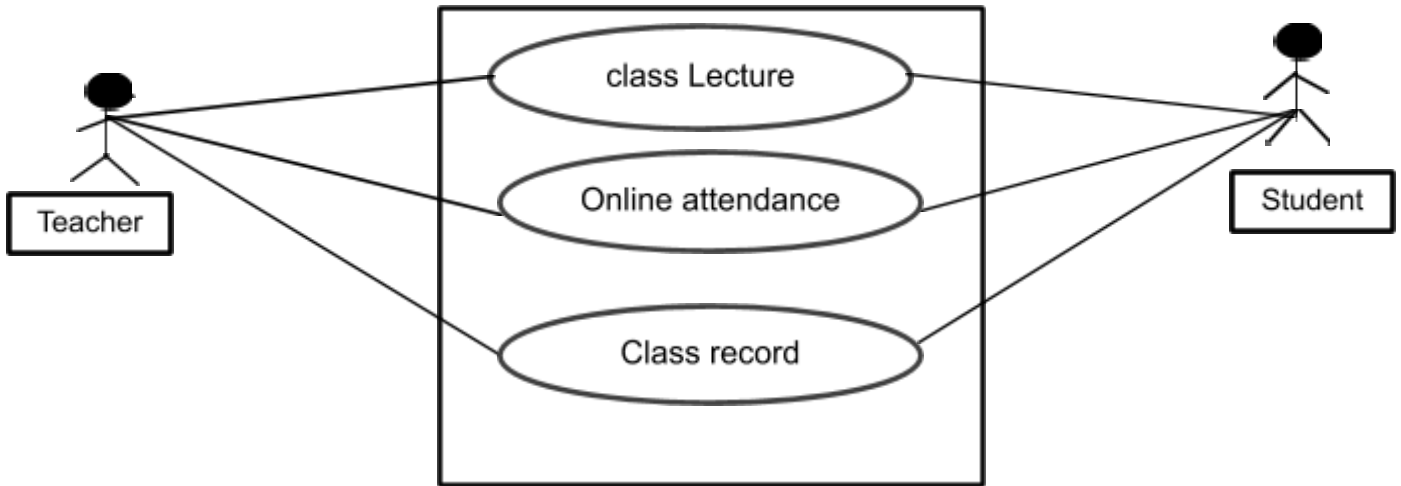 class Lecture
Online attendance
Class record
Teacher
Student